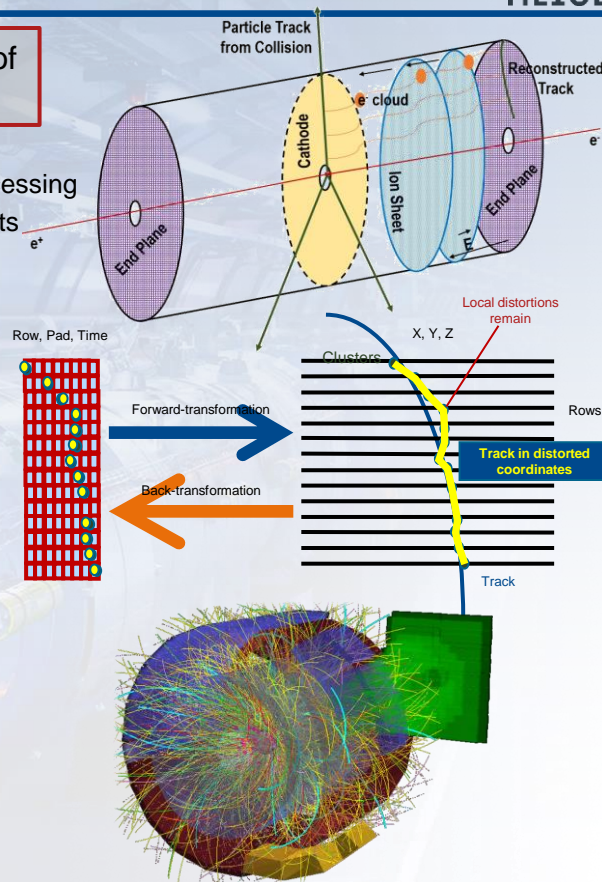 of
essing
ts
Particle Track
from Collision
Reconstructed
Track
e⁻ cloud
Cathode
Ion Sheet
End Plane
End Plane
E
e⁺
e⁻
Row, Pad, Time
X, Y, Z
Local distortions
remain
Clusters
Forward-transformation
Rows
Track in distorted
coordinates
Back-transformation
Track